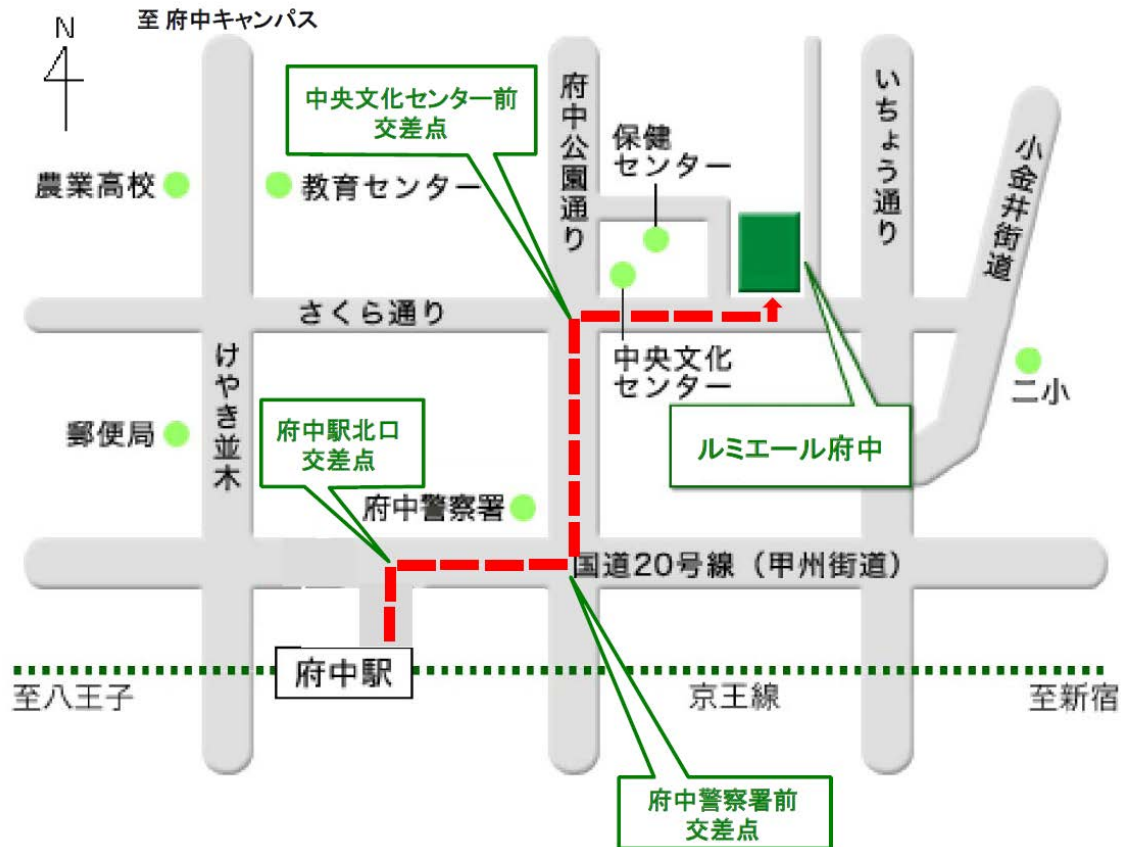 至 府中キャンパス
N
中央文化センター前
交差点
府中公園通り
保健
センター
いちょう通り
小金井街道
農業高校
教育センター
さくら通り
中央文化
センター
けやき並木
二小
郵便局
府中駅北口
交差点
ルミエール府中
府中警察署
国道20号線（甲州街道）
府中駅
至八王子
京王線
至新宿
府中警察署前
交差点